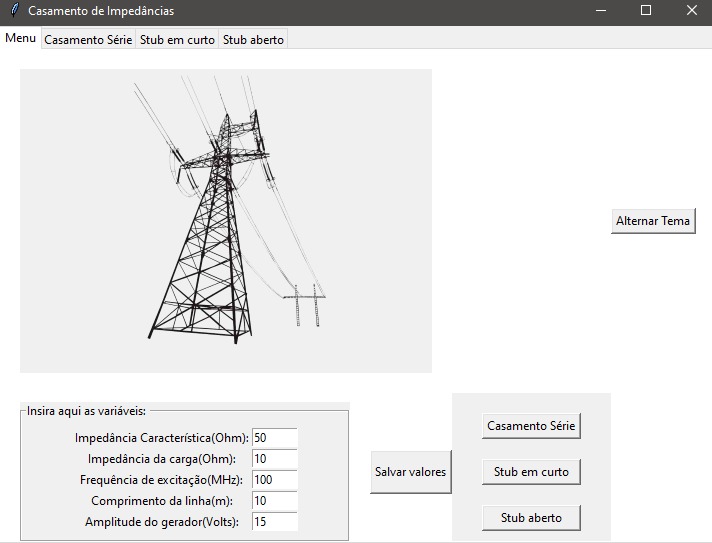 Casamento de Impedâncias
Menu Casamento Série Stub em curto Stub aberto
Alternar Tema
Insira aqui as variáveis:
Impedância Característica(Ohm): 50
Impedância da carga(Ohm): 10
Frequência de excitação(MHz): 100
Comprimento da linha(m): 10
Amplitude do gerador(Volts): 15
Salvar valores
Casamento Série
Stub em curto
Stub aberto